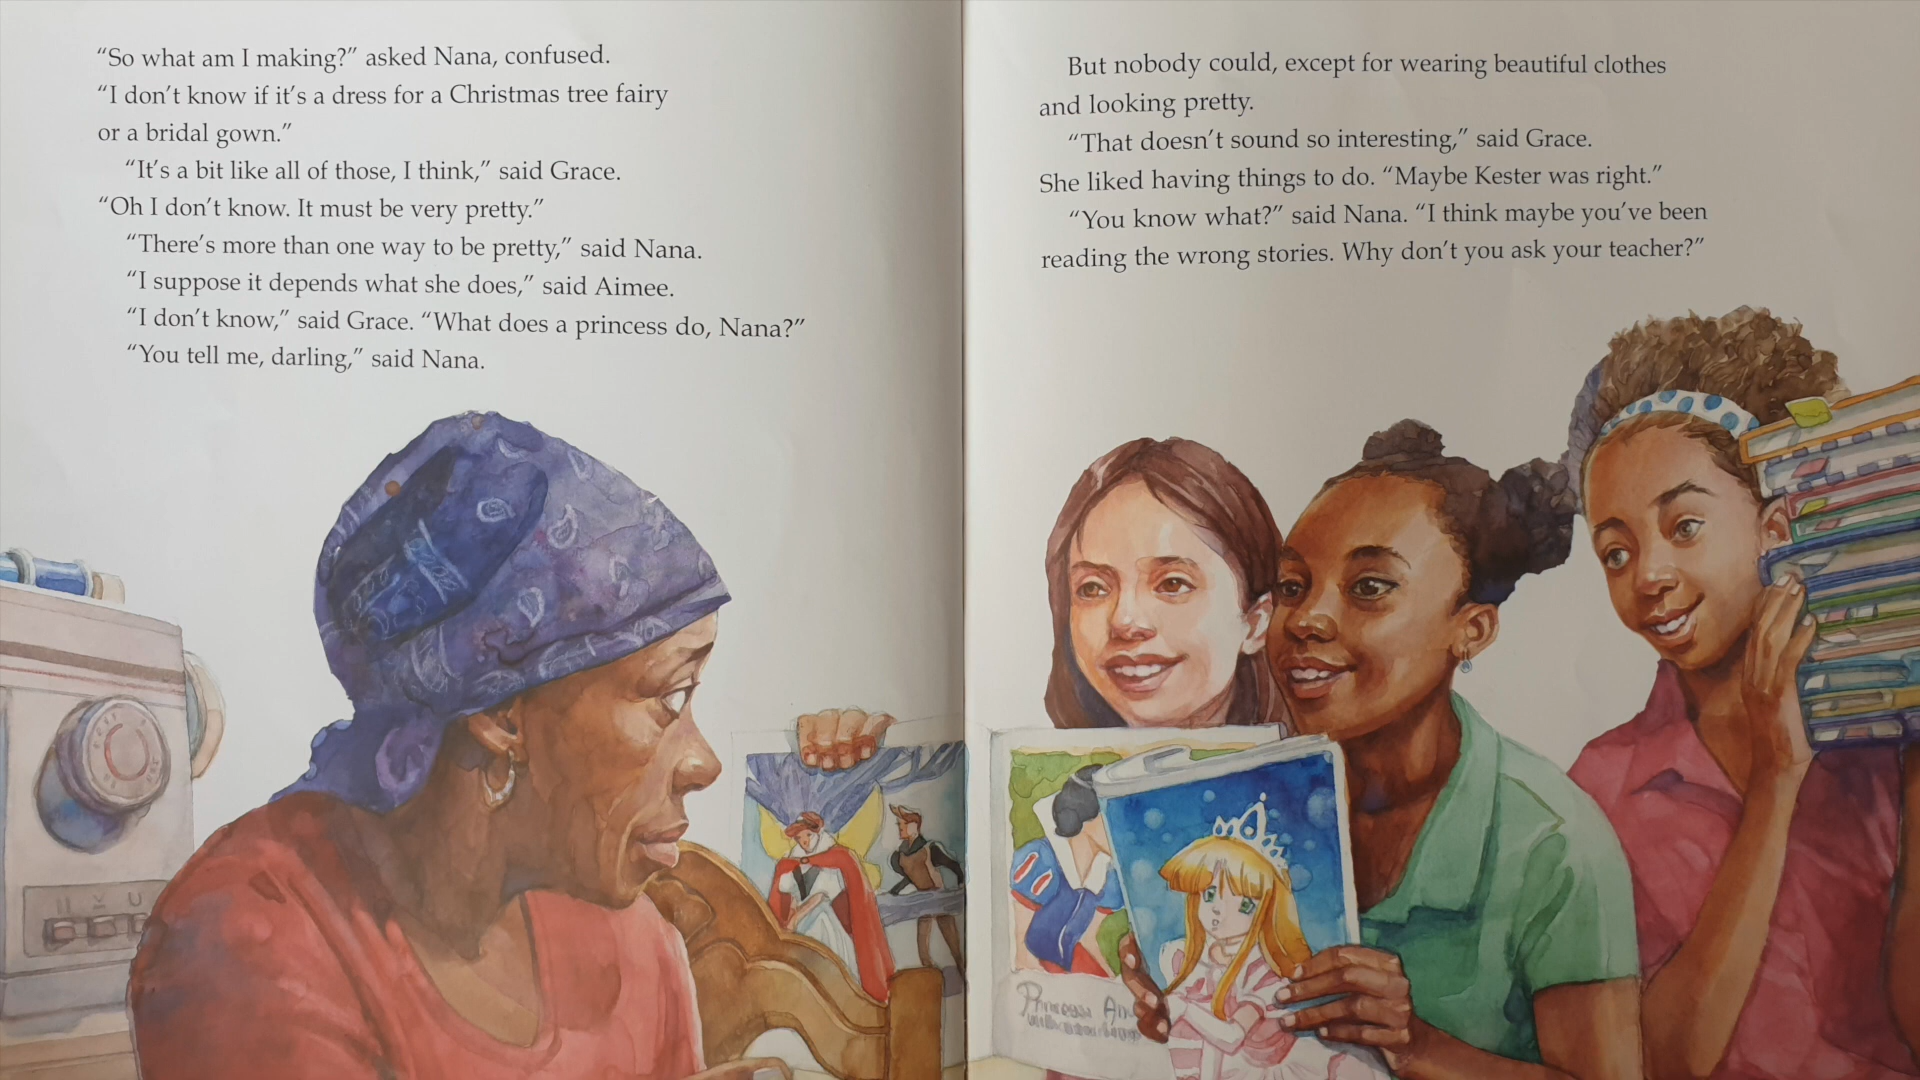 “So what am I making?” asked Nana, confused.
“I don’t know if it’s a dress for a Christmas tree fairy
or a bridal gown.”
“It’s a bit like all of those, I think,” said Grace.
“Oh I don’t know. It must be very pretty.”
“There’s more than one way to be pretty,” said Nana.
“I suppose it depends what she does,” said Aimee.
“I don’t know,” said Grace. “What does a princess do, Nana?”
“You tell me, darling,” said Nana.
But nobody could, except for wearing beautiful clothes
and looking pretty.
“That doesn’t sound so interesting,” said Grace.
She liked having things to do. “Maybe Kester was right.”
“You know what?” said Nana. “I think maybe you’ve been
reading the wrong stories. Why don’t you ask your teacher?”